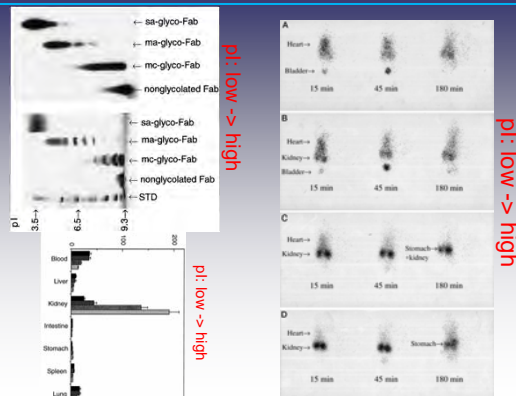 sa-glyco-Fab
ma-glyco-Fab
mc-glyco-Fab
nonglycolated Fab
sa-glyco-Fab
ma-glyco-Fab
mc-glyco-Fab
nonglycolated Fab
STD
pI
3.5
6.5
9.3
pI: low -> high
0
100
200
Blood
Liver
Kidney
Intestine
Stomach
Spleen
Lung
pI: low -> high
A
Heart
Bladder
15 min 45 min 180 min
B
Heart
Kidney
Bladder
15 min 45 min 180 min
C
Heart
Kidney
Stomach
+kidney
15 min 45 min 180 min
D
Heart
Kidney
Stomach
15 min 45 min 180 min
pI: low -> high